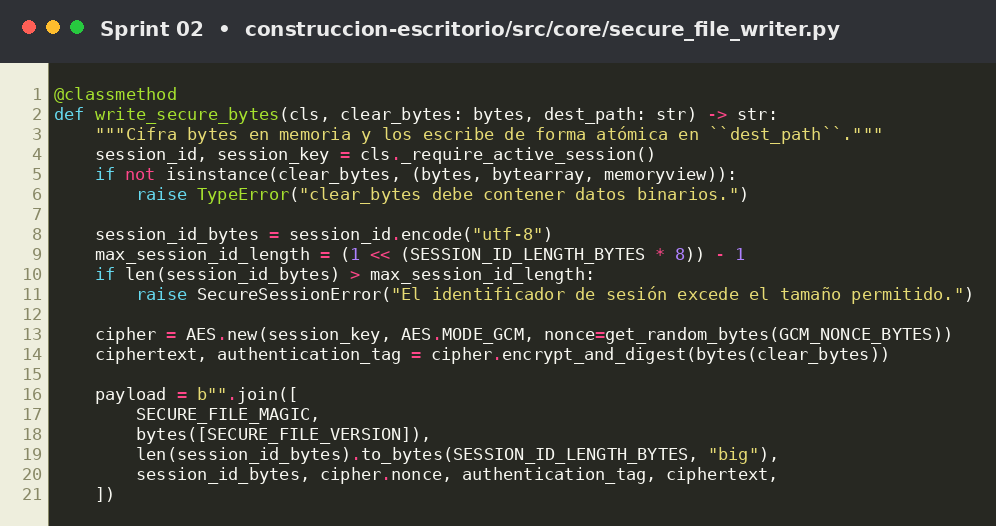 Sprint 02 • construccion-escritorio/src/core/secure_file_writer.py
1 @classmethod
2 def write_secure_bytes(cls, clear_bytes: bytes, dest_path: str) -> str:
3     """Cifra bytes en memoria y los escribe de forma atómica en ``dest_path``."""
4     session_id, session_key = cls._require_active_session()
5     if not isinstance(clear_bytes, (bytes, bytearray, memoryview)):
6         raise TypeError("clear_bytes debe contener datos binarios.")
7
8     session_id_bytes = session_id.encode("utf-8")
9     max_session_id_length = (1 << (SESSION_ID_LENGTH_BYTES * 8)) - 1
10     if len(session_id_bytes) > max_session_id_length:
11         raise SecureSessionError("El identificador de sesión excede el tamaño permitido.")
12
13     cipher = AES.new(session_key, AES.MODE_GCM, nonce=get_random_bytes(GCM_NONCE_BYTES))
14     ciphertext, authentication_tag = cipher.encrypt_and_digest(bytes(clear_bytes))
15
16     payload = b"".join([
17         SECURE_FILE_MAGIC,
18         bytes([SECURE_FILE_VERSION]),
19         len(session_id_bytes).to_bytes(SESSION_ID_LENGTH_BYTES, "big"),
20         session_id_bytes, cipher.nonce, authentication_tag, ciphertext,
21     ])